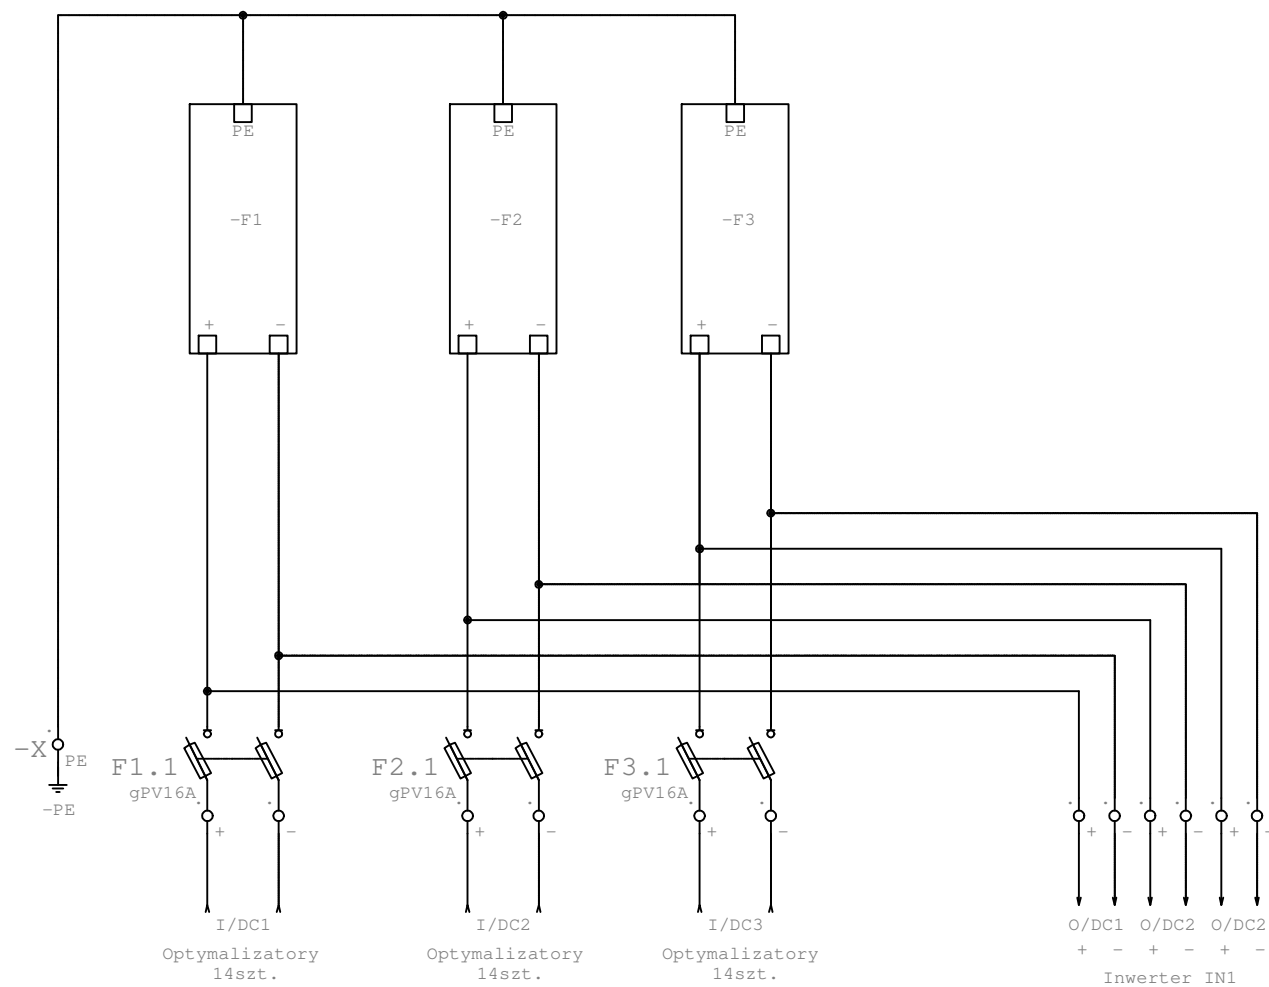 PE PE PE
-F1 -F2 -F3
+ - + - + -
-X PE
-PE
F1.1 F2.1 F3.1
gPV16A gPV16A gPV16A
+ - + - + - + - + - + -
I/DC1 I/DC2 I/DC3 O/DC1 O/DC2 O/DC2
+ - + - + -
Optymalizatory Optymalizatory Optymalizatory
14szt. 14szt. 14szt.
Inwerter IN1